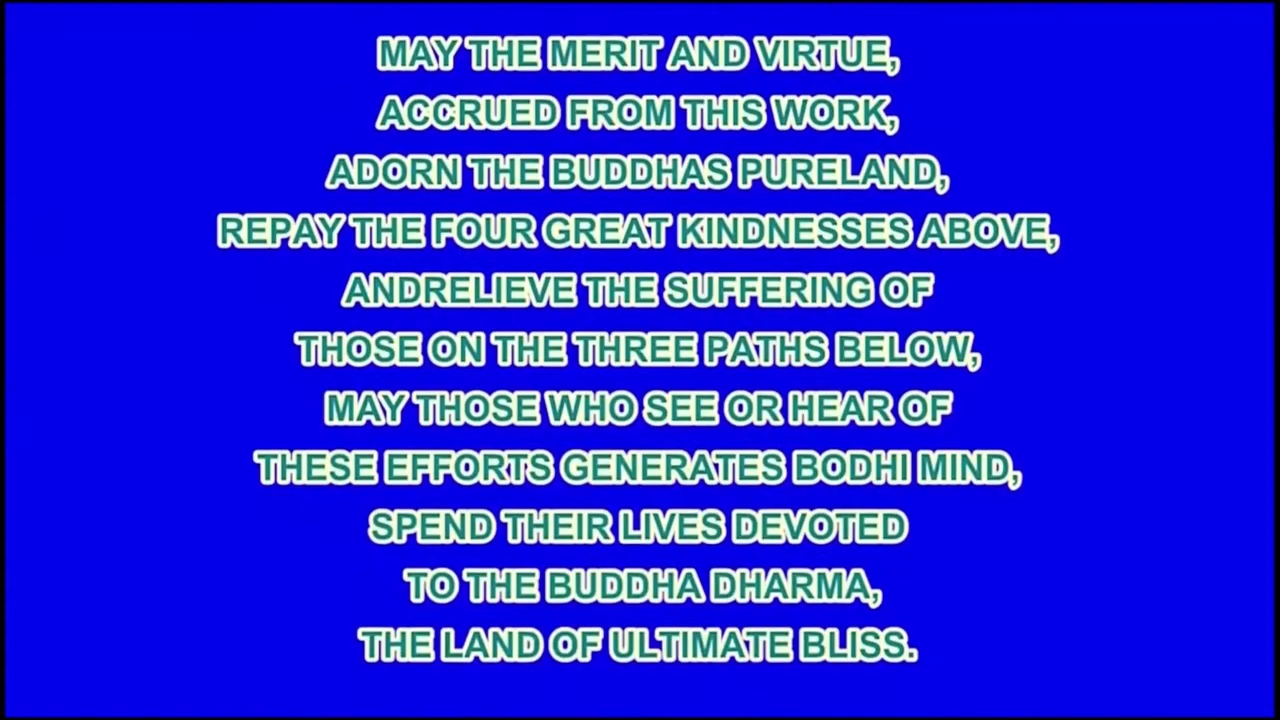 MAY THE MERIT AND VIRTUE,
ACCRUED FROM THIS WORK,
ADORN THE BUDDHAS PURELAND,
REPAY THE FOUR GREAT KINDNESSES ABOVE,
ANDRELIEVE THE SUFFERING OF
THOSE ON THE THREE PATHS BELOW,
MAY THOSE WHO SEE OR HEAR OF
THESE EFFORTS GENERATES BODHI MIND,
SPEND THEIR LIVES DEVOTED
TO THE BUDDHA DHARMA,
THE LAND OF ULTIMATE BLISS.